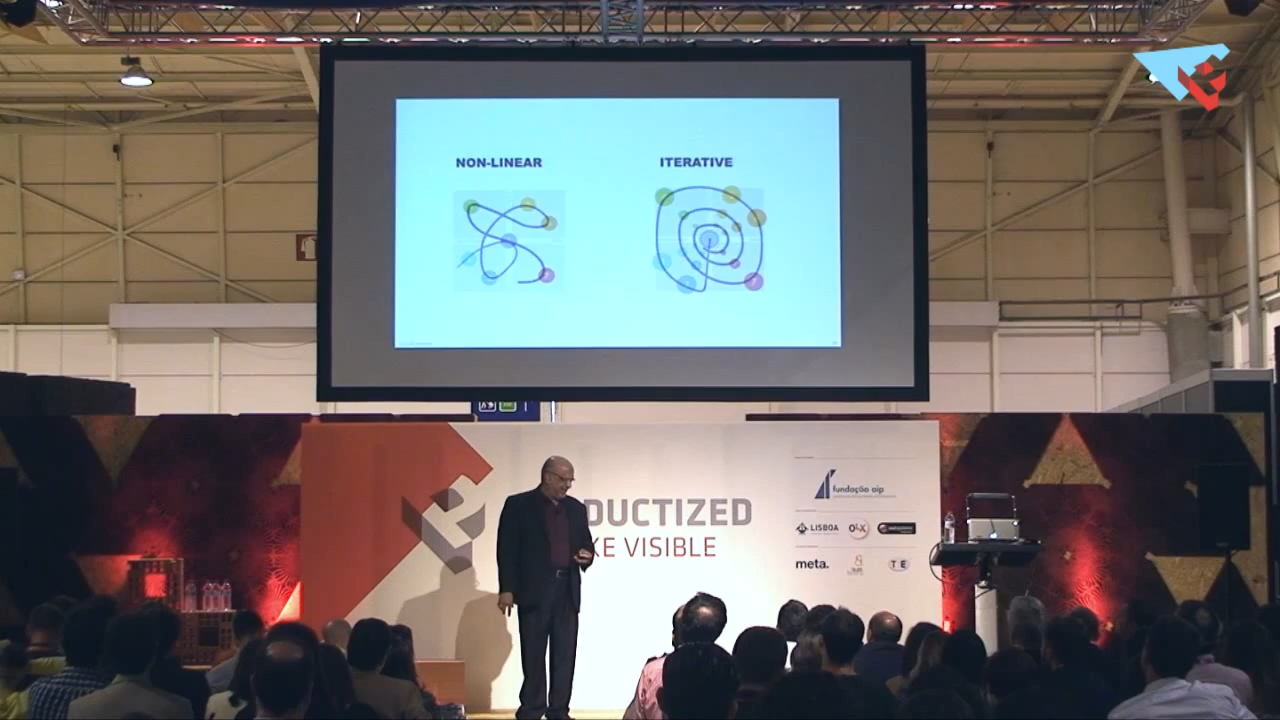 NON-LINEAR
ITERATIVE
DUCTIZED
KE VISIBLE
fundação aip
LISBOA
OLX
meta.